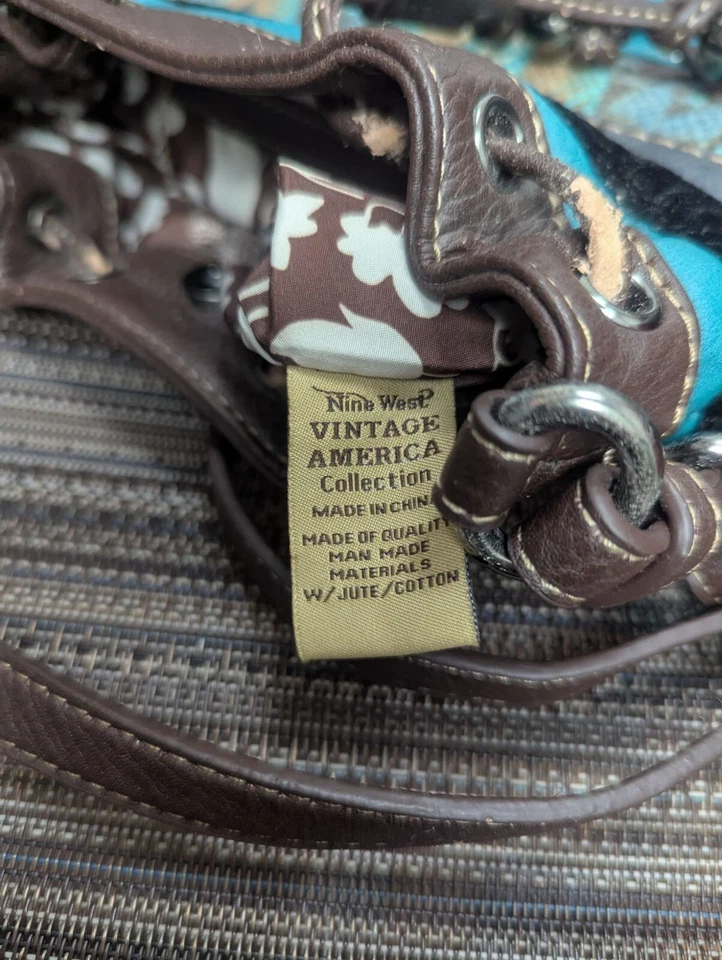 Nine West
VINTAGE
AMERICA
Collection
MADE IN CHINA
MADE OF QUALITY
MAN MADE
MATERIALS
W/JUTE/COTTON